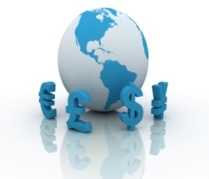 € £ $ ¥